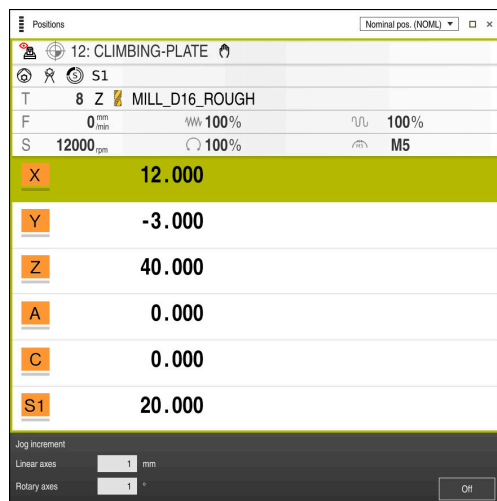 Positions Nominal pos. (NOML)
12: CLIMBING-PLATE
S S1
T 8 Z MILL_D16_ROUGH
F 0 mm/min 100% 100%
S 12000 rpm 100% M5
X 12.000
Y -3.000
Z 40.000
A 0.000
C 0.000
S1 20.000
Jog increment
Linear axes 1 mm
Rotary axes 1 ° Off